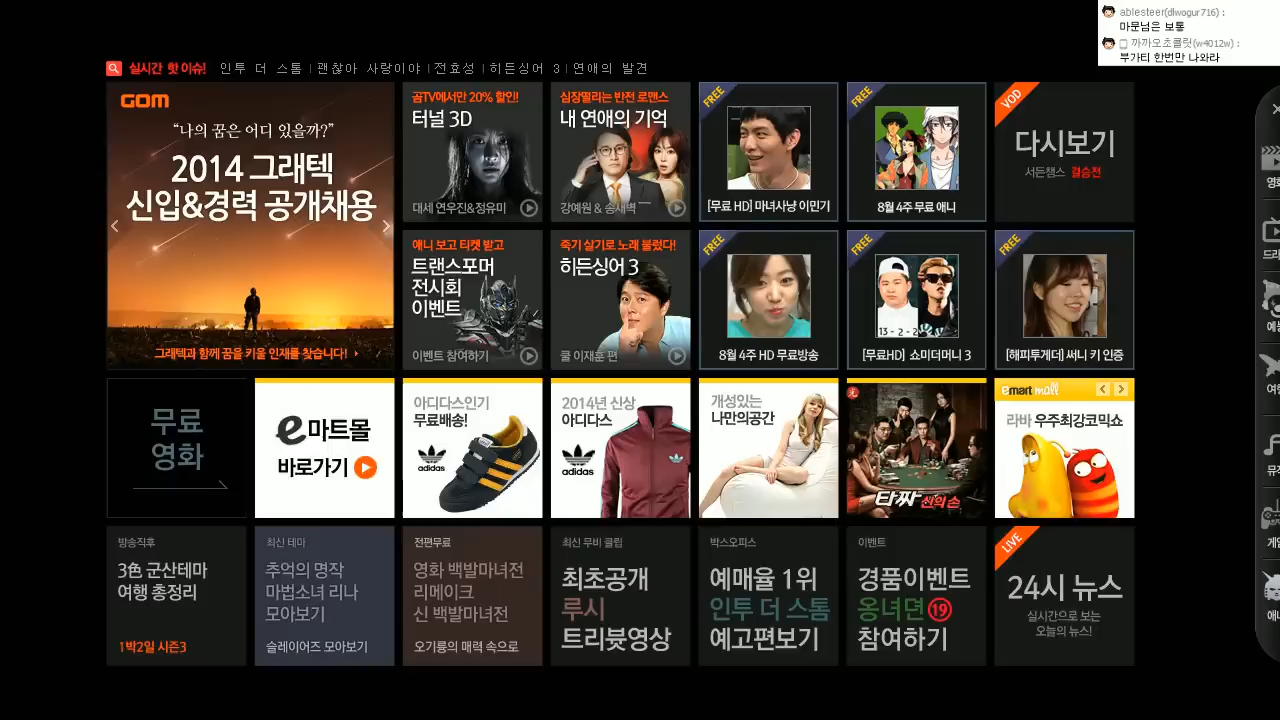 ablesteer(dlwogur716) :
마문님은 보통
까까오초콜릿(w4012w) :
부가티 한번만 나와라
실시간 핫 이슈! 인투 더 스톰 | 괜찮아 사랑이야 | 선효성 | 히든싱어 3 | 연애의 발견
GOM
“나의 꿈은 어디 있을까?”
2014 그래텍
신입&경력 공개채용
그래텍과 함께 꿈을 키울 인재를 찾습니다!
곰TV에서만 20% 할인!
터널 3D
대세 연우진&정유미
심장떨리는 반전 로맨스
내 연애의 기억
강예원 & 송새벽
FREE
[무료 HD] 마녀사냥 이민기
FREE
8월 4주 무료 애니
VOD
다시보기
서든챔스 결승전
애니 보고 티켓 받고
트랜스포머
전시회
이벤트
이벤트 참여하기
죽기 살기로 노래 불렀다!
히든싱어 3
쿨 이재훈 편
FREE
8월 4주 HD 무료방송
FREE
13 - 2 - 2
[무료HD] 쇼미더머니 3
FREE
[해피투게더] 써니 키 인증
무료
영화
e마트몰
바로가기
아디다스인기
무료배송!
adidas
2014년 신상
아디다스
adidas
개성있는
나만의공간
타짜 신의 손
emart mall
라바 우주최강코믹쇼
방송직후
3色 군산테마
여행 총정리
1박2일 시즌3
최신 테마
추억의 명작
마법소녀 리나
모아보기
슬레이어즈 모아보기
전편무료
영화 백발마녀전
리메이크
신 백발마녀전
오기륭의 매력 속으로
최신 무비 클립
최초공개
루시
트리뷰영상
박스오피스
예매율 1위
인투 더 스톰
예고편보기
이벤트
경품이벤트
옹녀뎐 19
참여하기
LIVE
24시 뉴스
실시간으로 보는
오늘의 뉴스!